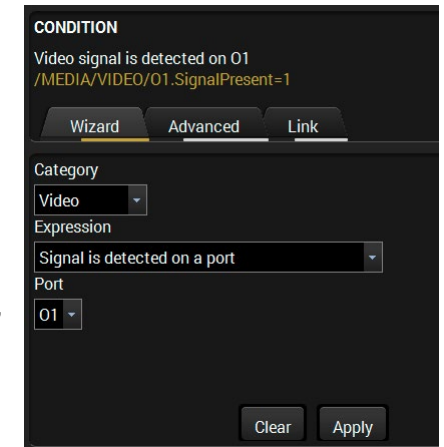 CONDITION
Video signal is detected on O1
/MEDIA/VIDEO/O1.SignalPresent=1
Wizard Advanced Link
Category
Video
Expression
Signal is detected on a port
Port
O1
Clear Apply